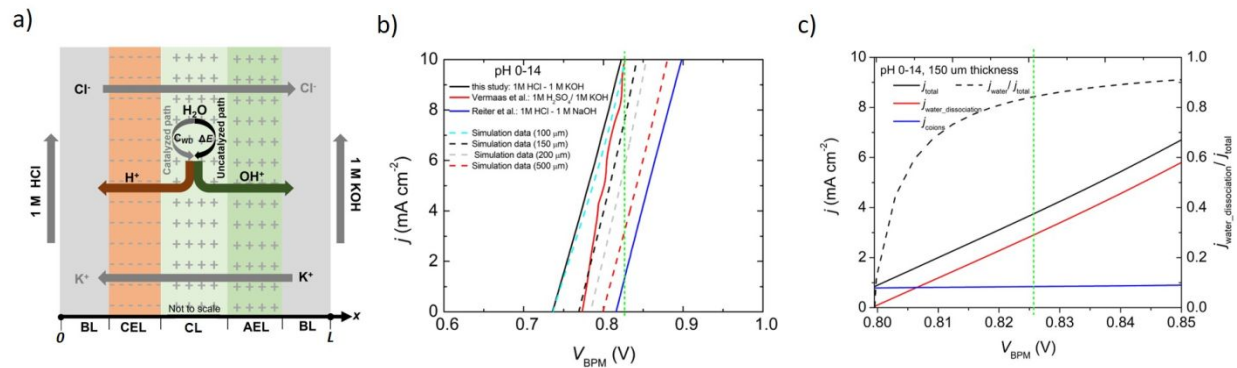 a)
Cl⁻
Cl⁻
H₂O
Catalyzed path
C_wb
ΔE
Uncatalyzed path
H⁺
OH⁺
1 M HCl
1 M KOH
K⁺
K⁺
Not to scale
x
BL
CEL
CL
AEL
BL
0
L
b)
pH 0-14
this study: 1M HCl - 1 M KOH
Vermaas et al.: 1M H₂SO₄/ 1M KOH
Reiter et al.: 1M HCl - 1 M NaOH
Simulation data (100 µm)
Simulation data (150 µm)
Simulation data (200 µm)
Simulation data (500 µm)
j (mA cm⁻²)
10
8
6
4
2
0
0.6
0.7
0.8
0.9
1.0
V_BPM (V)
c)
pH 0-14, 150 um thickness
j_total
j_water/ j_total
j_water_dissociation
j_coions
j (mA cm⁻²)
10
8
6
4
2
0
1.0
0.8
0.6
0.4
0.2
0.0
j_water_dissociation/ j_total
0.80
0.81
0.82
0.83
0.84
0.85
V_BPM (V)